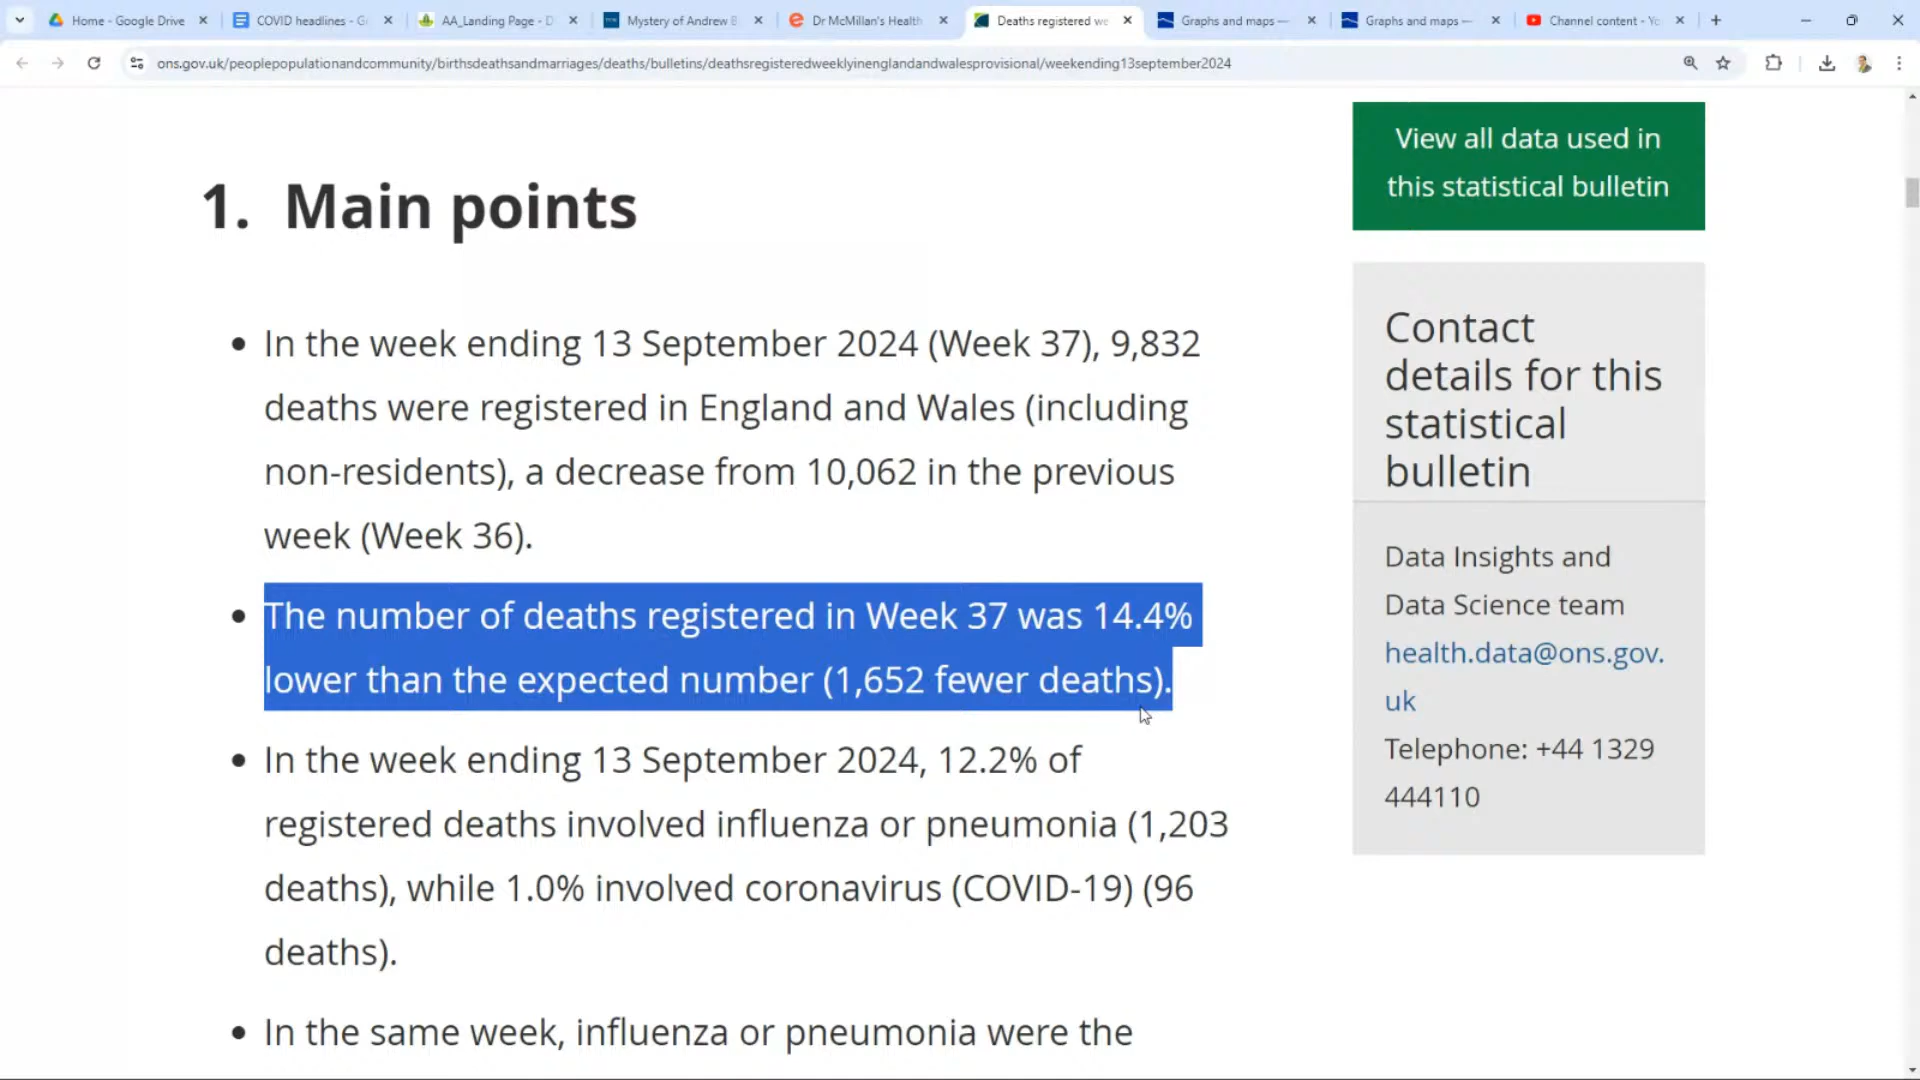 Home - Google Drive
COVID headlines - G
AA_Landing Page - D
Mystery of Andrew B
Dr McMillan's Health
Deaths registered we
Graphs and maps —
Graphs and maps —
Channel content - Yo
ons.gov.uk/peoplepopulationandcommunity/birthsdeathsandmarriages/deaths/bulletins/deathsregisteredweeklyinenglandandwalesprovisional/weekending13september2024
1. Main points
In the week ending 13 September 2024 (Week 37), 9,832
deaths were registered in England and Wales (including
non-residents), a decrease from 10,062 in the previous
week (Week 36).
The number of deaths registered in Week 37 was 14.4%
lower than the expected number (1,652 fewer deaths).
In the week ending 13 September 2024, 12.2% of
registered deaths involved influenza or pneumonia (1,203
deaths), while 1.0% involved coronavirus (COVID-19) (96
deaths).
In the same week, influenza or pneumonia were the
View all data used in
this statistical bulletin
Contact
details for this
statistical
bulletin
Data Insights and
Data Science team
health.data@ons.gov.
uk
Telephone: +44 1329
444110